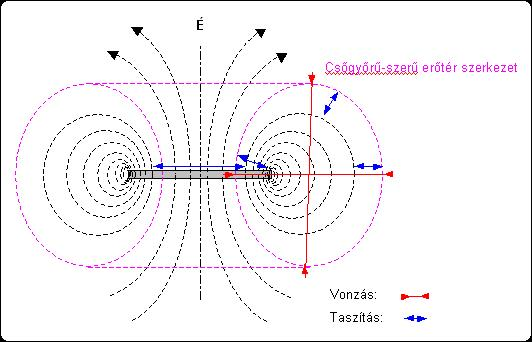 É
Csőgyűrű-szerű erőtér szerkezet
Vonzás:
Taszítás: